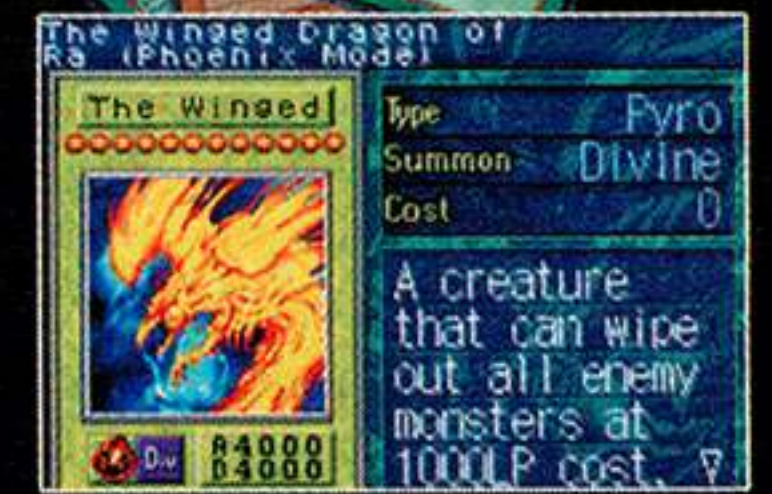 The Winged Dragon of
Ra (Phoenix Mode)
The Winged
Type Pyro
Summon Divine
Cost 0
A creature
that can wipe
out all enemy
monsters at
1000LP cost.
Div
A4000
D4000